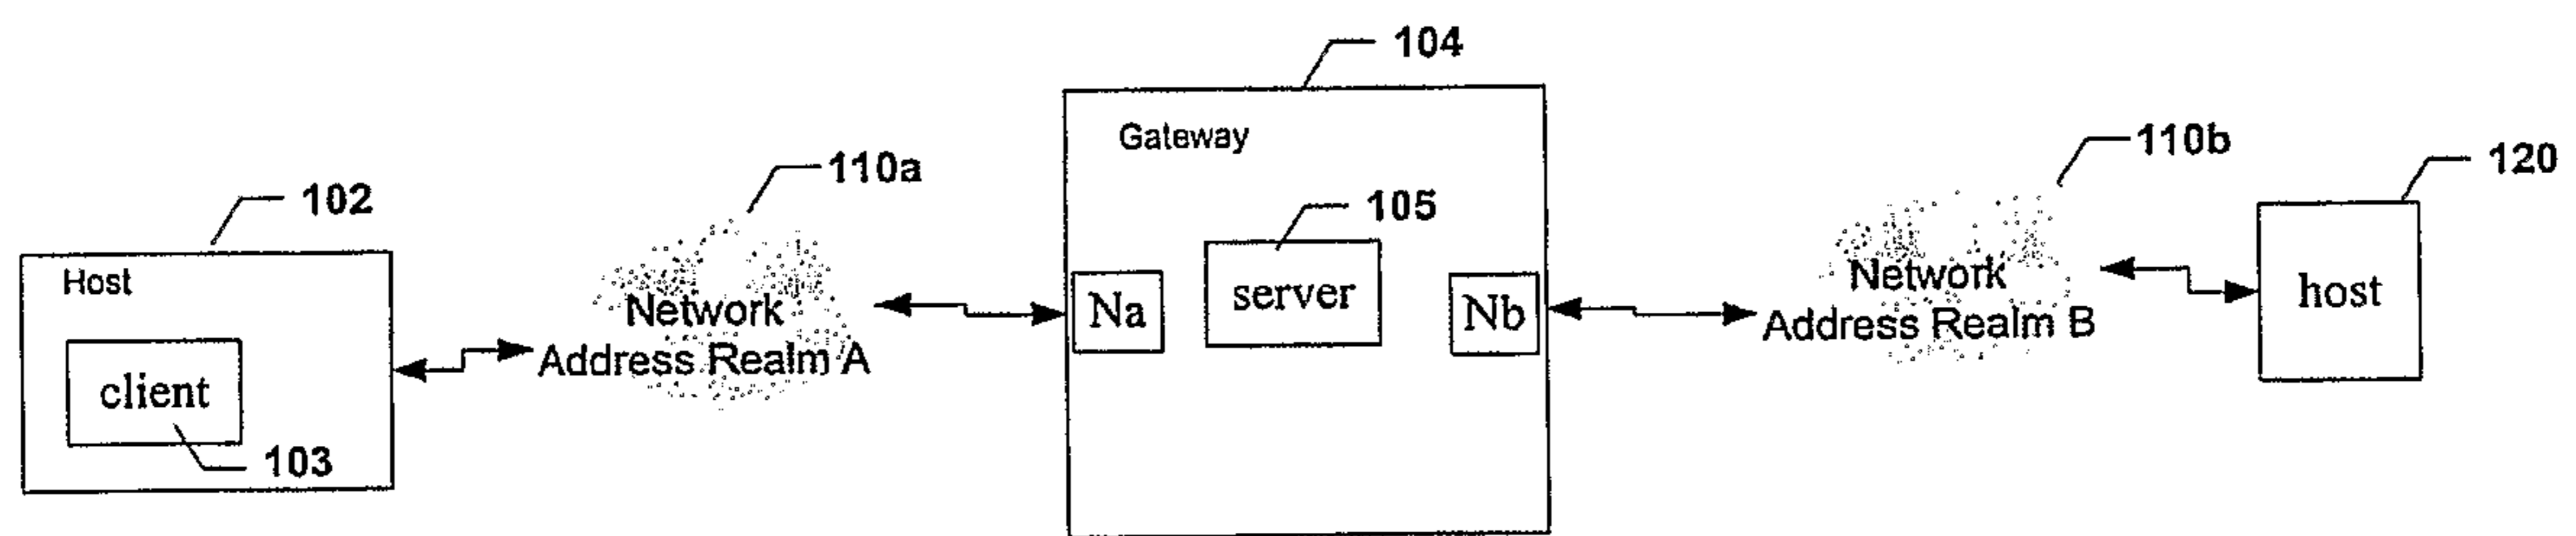 102
Host
client
103
110a
Network
Address Realm A
104
Gateway
105
Na
server
Nb
110b
Network
Address Realm B
120
host